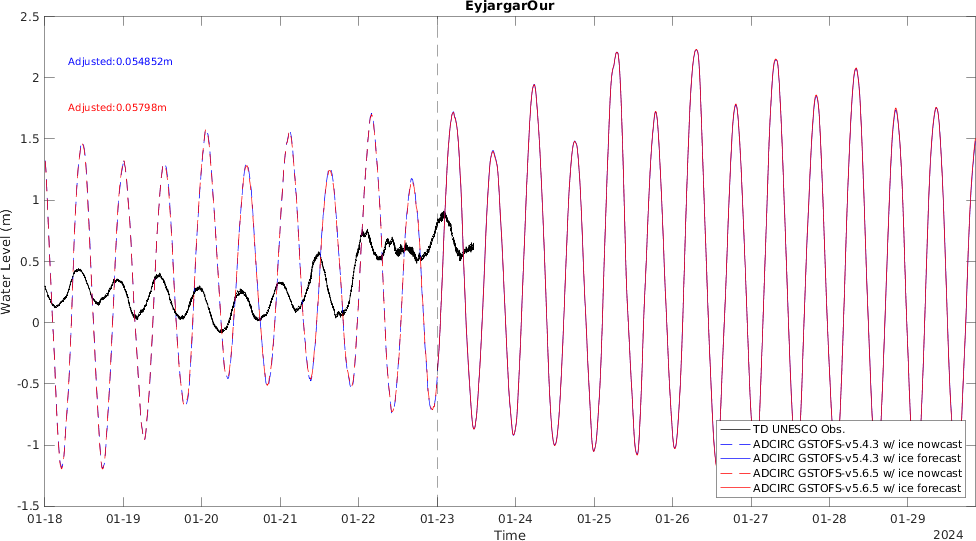 EyjargarOur
2.5
2
1.5
1
0.5
0
-0.5
-1
-1.5
Water Level (m)
Adjusted:0.054852m
Adjusted:0.05798m
TD UNESCO Obs.
ADCIRC GSTOFS-v5.4.3 w/ ice nowcast
ADCIRC GSTOFS-v5.4.3 w/ ice forecast
ADCIRC GSTOFS-v5.6.5 w/ ice nowcast
ADCIRC GSTOFS-v5.6.5 w/ ice forecast
01-18 01-19 01-20 01-21 01-22 01-23 01-24 01-25 01-26 01-27 01-28 01-29
Time
2024